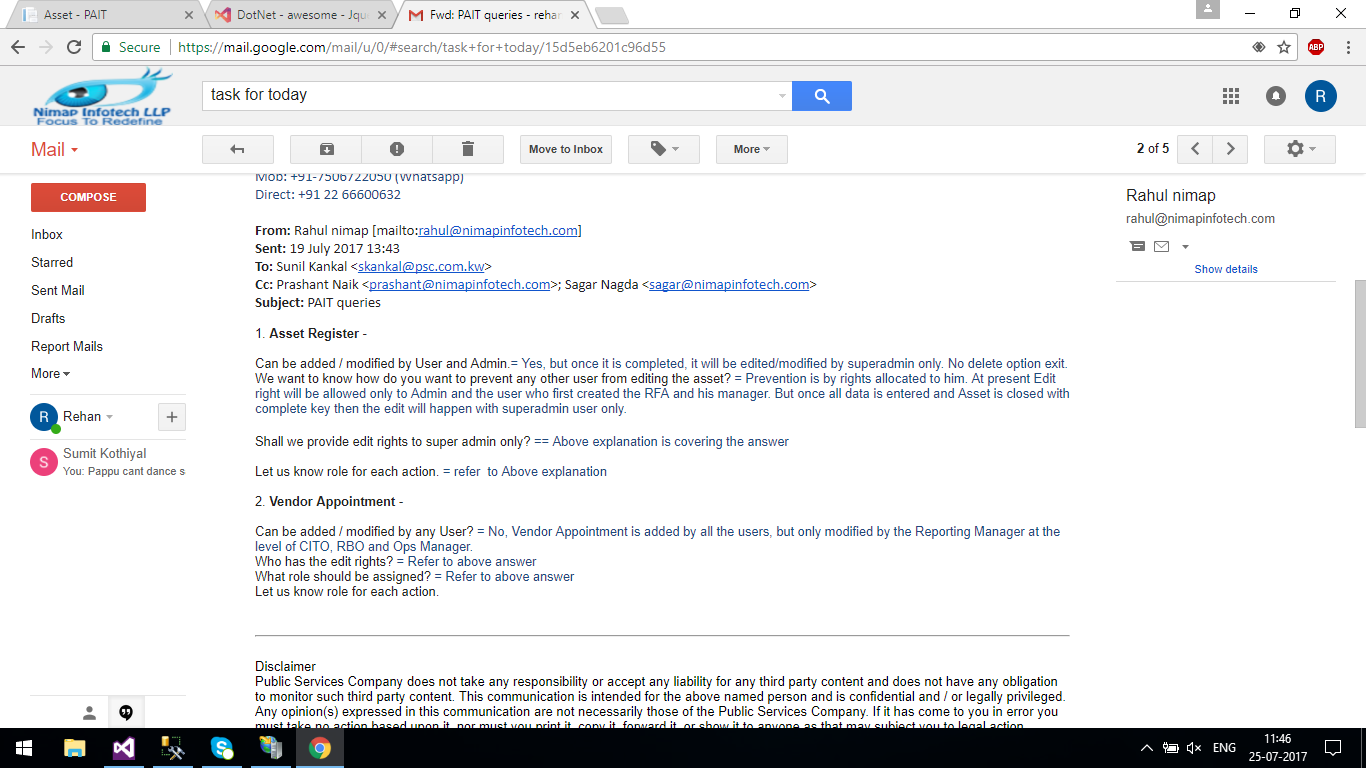 Asset - PAIT
DotNet - awesome - Jque
Fwd: PAIT queries - rehan
Secure
https://mail.google.com/mail/u/0/#search/task+for+today/15d5eb6201c96d55
ABP
Nimap Infotech LLP
Focus To Redefine
task for today
R
Mail
Move to Inbox
More
2 of 5
COMPOSE
Inbox
Starred
Sent Mail
Drafts
Report Mails
More
R
Rehan
S
Sumit Kothiyal
You: Pappu cant dance s
Mob: +91-7506722050 (Whatsapp)
Direct: +91 22 66600632
From: Rahul nimap [mailto:rahul@nimapinfotech.com]
Sent: 19 July 2017 13:43
To: Sunil Kankal <skankal@psc.com.kw>
Cc: Prashant Naik <prashant@nimapinfotech.com>; Sagar Nagda <sagar@nimapinfotech.com>
Subject: PAIT queries
1. Asset Register -
Can be added / modified by User and Admin.= Yes, but once it is completed, it will be edited/modified by superadmin only. No delete option exit.
We want to know how do you want to prevent any other user from editing the asset? = Prevention is by rights allocated to him. At present Edit
right will be allowed only to Admin and the user who first created the RFA and his manager. But once all data is entered and Asset is closed with
complete key then the edit will happen with superadmin user only.
Shall we provide edit rights to super admin only? == Above explanation is covering the answer
Let us know role for each action. = refer  to Above explanation
2. Vendor Appointment -
Can be added / modified by any User? = No, Vendor Appointment is added by all the users, but only modified by the Reporting Manager at the
level of CITO, RBO and Ops Manager.
Who has the edit rights? = Refer to above answer
What role should be assigned? = Refer to above answer
Let us know role for each action.
Disclaimer
Public Services Company does not take any responsibility or accept any liability for any third party content and does not have any obligation
to monitor such third party content. This communication is intended for the above named person and is confidential and / or legally privileged.
Any opinion(s) expressed in this communication are not necessarily those of the Public Services Company. If it has come to you in error you
must take no action based upon it, nor must you print it, copy it, forward it, or show it to anyone as that may subject you to legal action.
Rahul nimap
rahul@nimapinfotech.com
Show details
ENG
11:46
25-07-2017